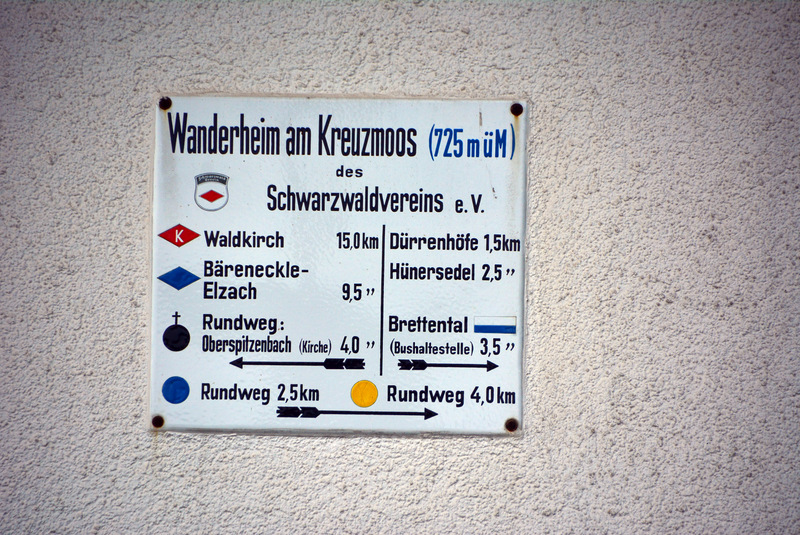 Wanderheim am Kreuzmoos (725 m ü M)
des
Schwarzwaldvereins e. V.
K Waldkirch 15,0 km
Bäreneckle-
Elzach 9,5 "
Rundweg:
Oberspitzenbach (Kirche) 4,0 "
Dürrenhöfe 1,5 km
Hünersedel 2,5 "
Brettental
(Bushaltestelle) 3,5 "
Rundweg 2,5 km
Rundweg 4,0 km